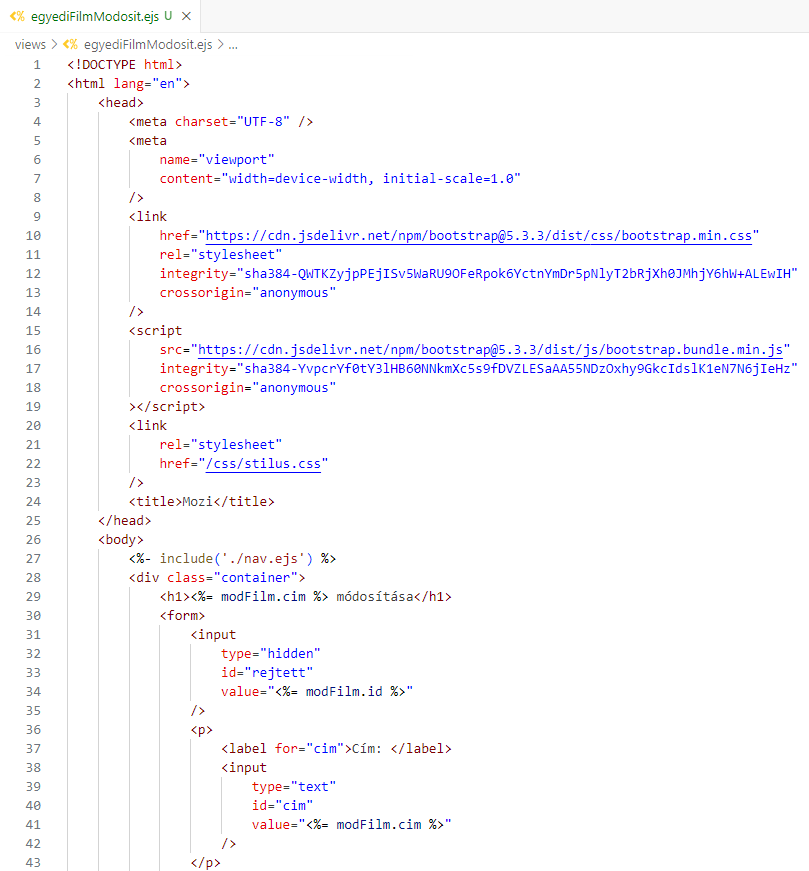 egyediFilmModosit.ejs U ×
views > egyediFilmModosit.ejs > ...
1 <!DOCTYPE html>
2 <html lang="en">
3 <head>
4 <meta charset="UTF-8" />
5 <meta
6 name="viewport"
7 content="width=device-width, initial-scale=1.0"
8 />
9 <link
10 href="https://cdn.jsdelivr.net/npm/bootstrap@5.3.3/dist/css/bootstrap.min.css"
11 rel="stylesheet"
12 integrity="sha384-QWTKZyjpPEjISv5WaRU9OFeRpok6YctnYmDr5pNlyT2bRjXh0JMhjY6hW+ALEwIH"
13 crossorigin="anonymous"
14 />
15 <script
16 src="https://cdn.jsdelivr.net/npm/bootstrap@5.3.3/dist/js/bootstrap.bundle.min.js"
17 integrity="sha384-YvpcrYf0tY3lHB60NNkmXc5s9fDVZLESaAA55NDzOxhy9GkcIdslK1eN7N6jIeHz"
18 crossorigin="anonymous"
19 ></script>
20 <link
21 rel="stylesheet"
22 href="/css/stilus.css"
23 />
24 <title>Mozi</title>
25 </head>
26 <body>
27 <%- include('./nav.ejs') %>
28 <div class="container">
29 <h1><%= modFilm.cim %> módosítása</h1>
30 <form>
31 <input
32 type="hidden"
33 id="rejtett"
34 value="<%= modFilm.id %>"
35 />
36 <p>
37 <label for="cim">Cím: </label>
38 <input
39 type="text"
40 id="cim"
41 value="<%= modFilm.cim %>"
42 />
43 </p>